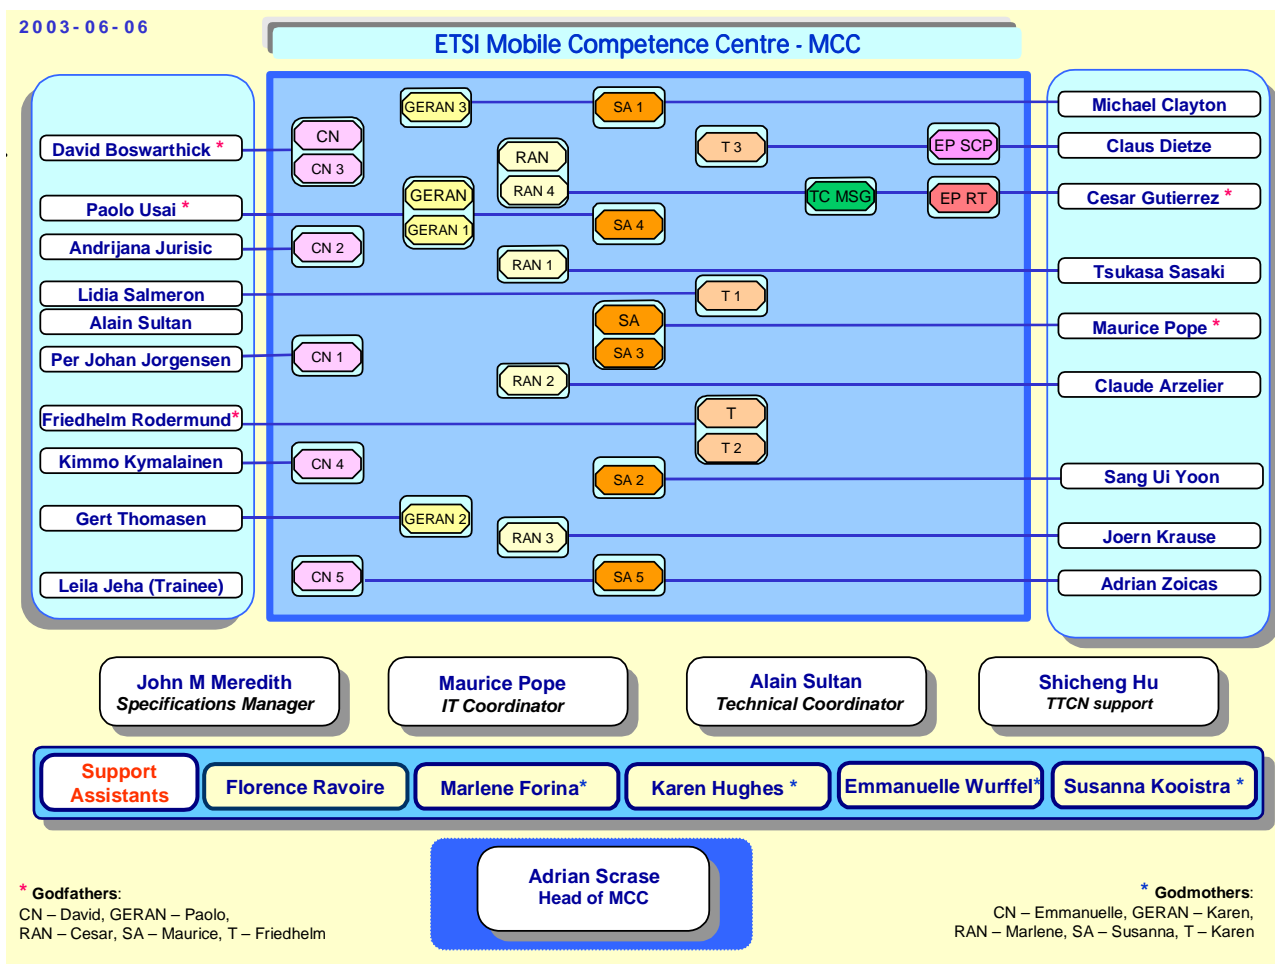 2003-06-06
ETSI Mobile Competence Centre - MCC
David Boswarthick *
Paolo Usai *
Andrijana Jurisic
Lidia Salmeron
Alain Sultan
Per Johan Jorgensen
Friedhelm Rodermund*
Kimmo Kymalainen
Gert Thomasen
Leila Jeha (Trainee)
GERAN 3
SA 1
CN
CN 3
RAN
RAN 4
T 3
EP SCP
TC MSG
EP RT
GERAN
GERAN 1
SA 4
CN 2
RAN 1
T 1
SA
SA 3
CN 1
RAN 2
T
T 2
CN 4
SA 2
GERAN 2
RAN 3
CN 5
SA 5
Michael Clayton
Claus Dietze
Cesar Gutierrez *
Tsukasa Sasaki
Maurice Pope *
Claude Arzelier
Sang Ui Yoon
Joern Krause
Adrian Zoicas
John M Meredith
Specifications Manager
Maurice Pope
IT Coordinator
Alain Sultan
Technical Coordinator
Shicheng Hu
TTCN support
Support
Assistants
Florence Ravoire
Marlene Forina*
Karen Hughes *
Emmanuelle Wurffel*
Susanna Kooistra *
Adrian Scrase
Head of MCC
* Godfathers:
CN – David, GERAN – Paolo,
RAN – Cesar, SA – Maurice, T – Friedhelm
* Godmothers:
CN – Emmanuelle, GERAN – Karen,
RAN – Marlene, SA – Susanna, T – Karen